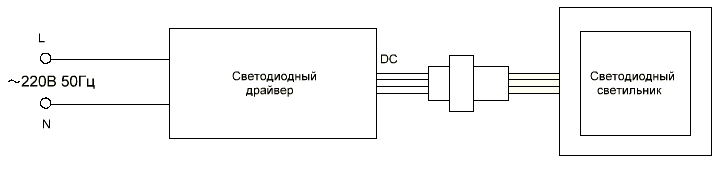 L
~220В 50Гц
N
Светодиодный
драйвер
DC
Светодиодный
светильник